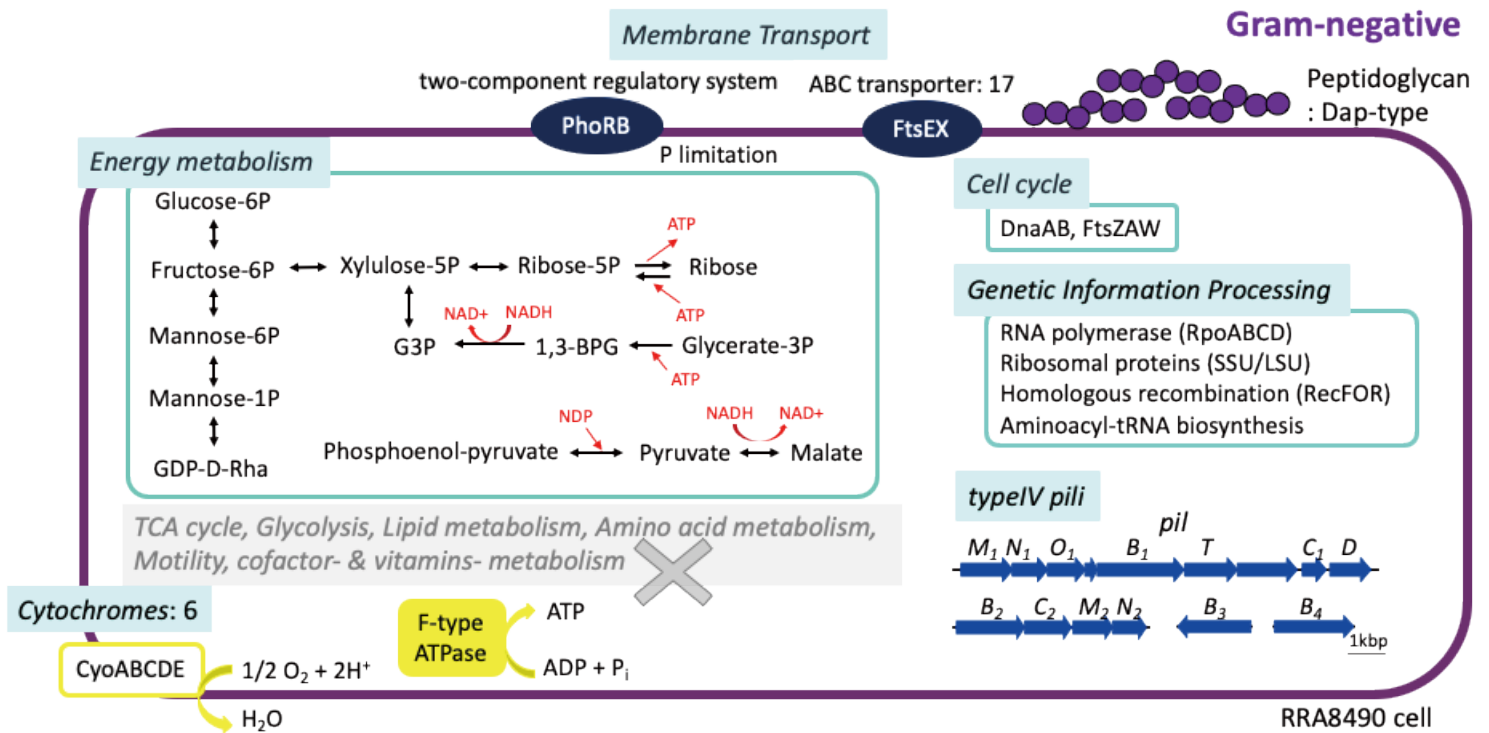 Gram-negative
Membrane Transport
two-component regulatory system
ABC transporter: 17
Peptidoglycan
: Dap-type
PhoRB
FtsEX
P limitation
Energy metabolism
Glucose-6P
Fructose-6P
Xylulose-5P
Ribose-5P
Ribose
ATP
ATP
Mannose-6P
G3P
NAD+
NADH
1,3-BPG
Glycerate-3P
ATP
Mannose-1P
GDP-D-Rha
NDP
NADH
NAD+
Phosphoenol-pyruvate
Pyruvate
Malate
TCA cycle, Glycolysis, Lipid metabolism, Amino acid metabolism,
Motility, cofactor- & vitamins- metabolism
Cytochromes: 6
CyoABCDE
1/2 O₂ + 2H⁺
H₂O
F-type
ATPase
ATP
ADP + Pᵢ
Cell cycle
DnaAB, FtsZAW
Genetic Information Processing
RNA polymerase (RpoABCD)
Ribosomal proteins (SSU/LSU)
Homologous recombination (RecFOR)
Aminoacyl-tRNA biosynthesis
typeIV pili
pil
M₁ N₁ O₁ B₁ T C₁ D
B₂ C₂ M₂ N₂ B₃ B₄
1kbp
RRA8490 cell